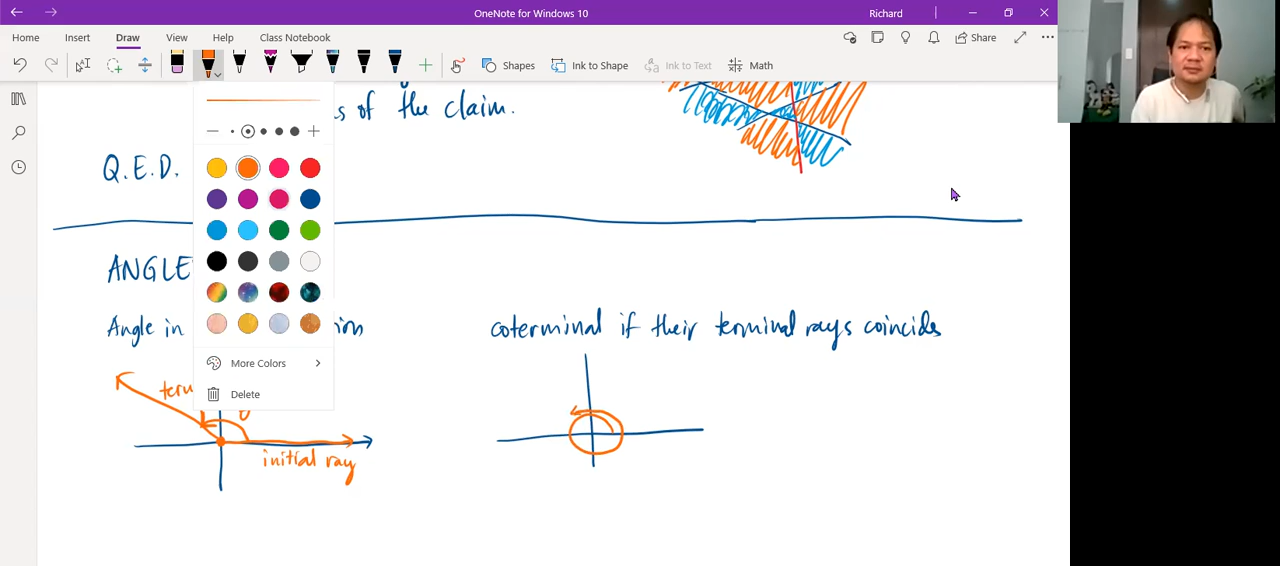 OneNote for Windows 10
Richard
Home Insert Draw View Help Class Notebook
Share
Shapes
Ink to Shape
Ink to Text
Math
of the claim.
Q.E.D.
ANGLE
Angle in
coterminal if their terminal rays coincides
More Colors
Delete
θ
initial ray